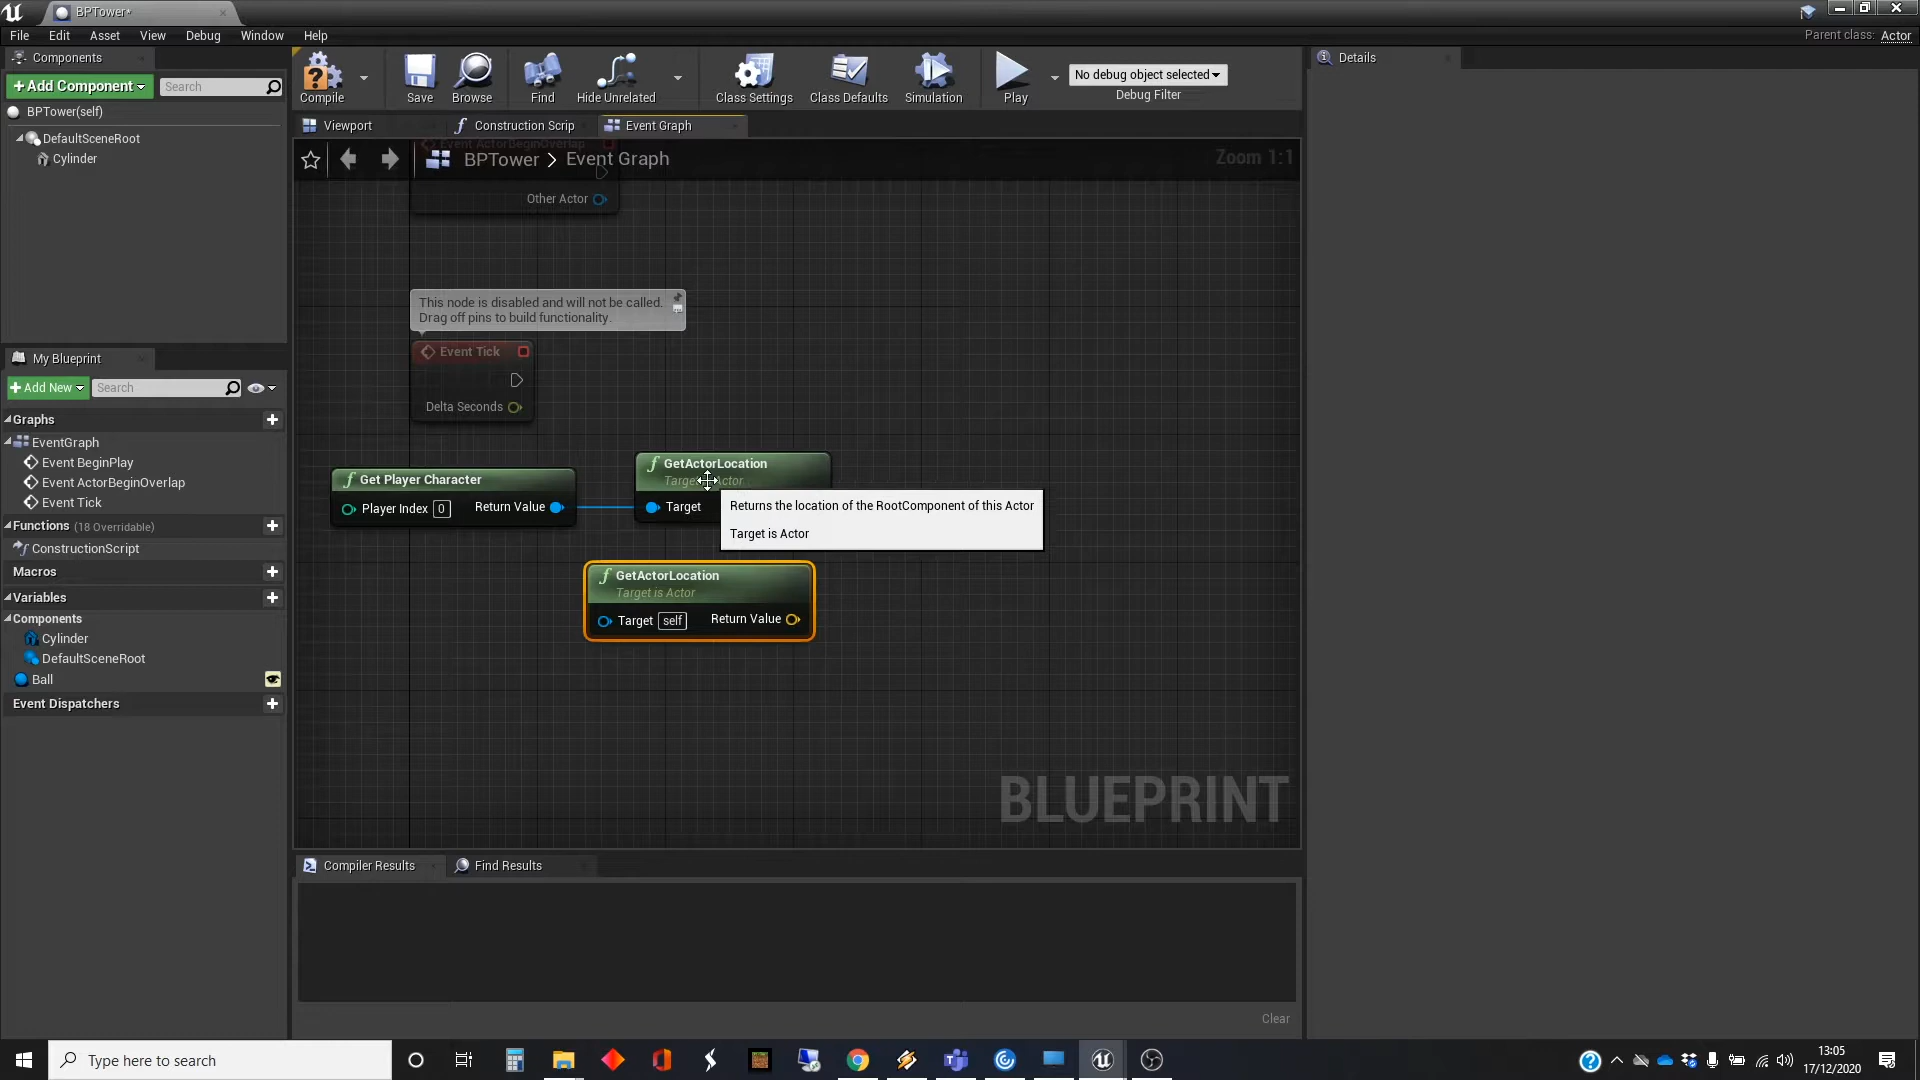 BPTower*
File Edit Asset View Debug Window Help
Parent class: Actor
Components
+Add Component
Search
BPTower(self)
DefaultSceneRoot
Cylinder
Compile
Save
Browse
Find
Hide Unrelated
Class Settings
Class Defaults
Simulation
Play
No debug object selected
Debug Filter
Details
Viewport
Construction Scrip
Event Graph
Event ActorBeginOverlap
BPTower > Event Graph
Zoom 1:1
Other Actor
This node is disabled and will not be called.
Drag off pins to build functionality.
Event Tick
Delta Seconds
Get Player Character
Player Index 0 Return Value
GetActorLocation
Target
Returns the location of the RootComponent of this Actor
Target is Actor
GetActorLocation
Target is Actor
Target self Return Value
BLUEPRINT
My Blueprint
+Add New
Search
Graphs
EventGraph
Event BeginPlay
Event ActorBeginOverlap
Event Tick
Functions (18 Overridable)
ConstructionScript
Macros
Variables
Components
Cylinder
DefaultSceneRoot
Ball
Event Dispatchers
Compiler Results
Find Results
Clear
Type here to search
13:05
17/12/2020